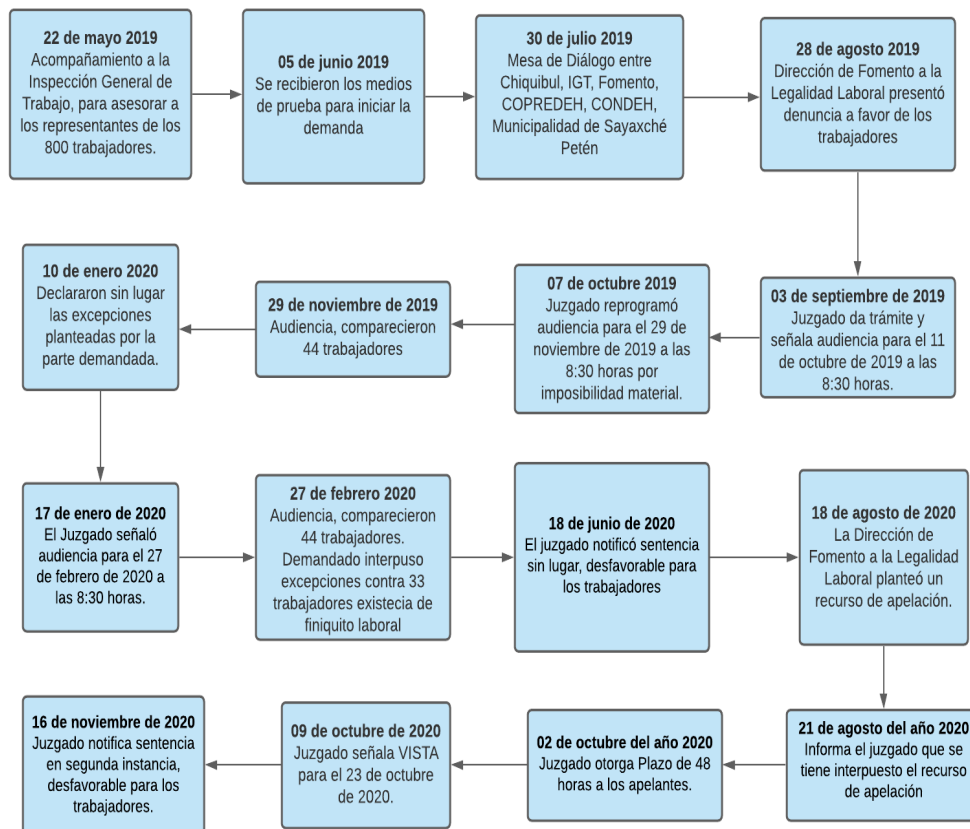 22 de mayo 2019
Acompañamiento a la
Inspección General de
Trabajo, para asesorar a
los representantes de los
800 trabajadores.
05 de junio 2019
Se recibieron los medios
de prueba para iniciar la
demanda
30 de julio 2019
Mesa de Diálogo entre
Chiquibul, IGT, Fomento,
COPREDEH, CONDEH,
Municipalidad de Sayaxché
Petén
28 de agosto 2019
Dirección de Fomento a la
Legalidad Laboral presentó
denuncia a favor de los
trabajadores
03 de septiembre de 2019
Juzgado da trámite y
señala audiencia para el 11
de octubre de 2019 a las
8:30 horas.
07 de octubre 2019
Juzgado reprogramó
audiencia para el 29 de
noviembre de 2019 a las
8:30 horas por
imposibilidad material.
29 de noviembre de 2019
Audiencia, comparecieron
44 trabajadores
10 de enero 2020
Declararon sin lugar
las excepciones
planteadas por la
parte demandada.
17 de enero de 2020
El Juzgado señaló
audiencia para el 27
de febrero de 2020 a
las 8:30 horas.
27 de febrero 2020
Audiencia, comparecieron
44 trabajadores.
Demandado interpuso
excepciones contra 33
trabajadores existecia de
finiquito laboral
18 de junio de 2020
El juzgado notificó sentencia
sin lugar, desfavorable para
los trabajadores
18 de agosto de 2020
La Dirección de
Fomento a la Legalidad
Laboral planteó un
recurso de apelación.
21 de agosto del año 2020
Informa el juzgado que se
tiene interpuesto el recurso
de apelación
02 de octubre del año 2020
Juzgado otorga Plazo de 48
horas a los apelantes.
09 de octubre de 2020
Juzgado señala VISTA
para el 23 de octubre
de 2020.
16 de noviembre de 2020
Juzgado notifica sentencia
en segunda instancia,
desfavorable para los
trabajadores.